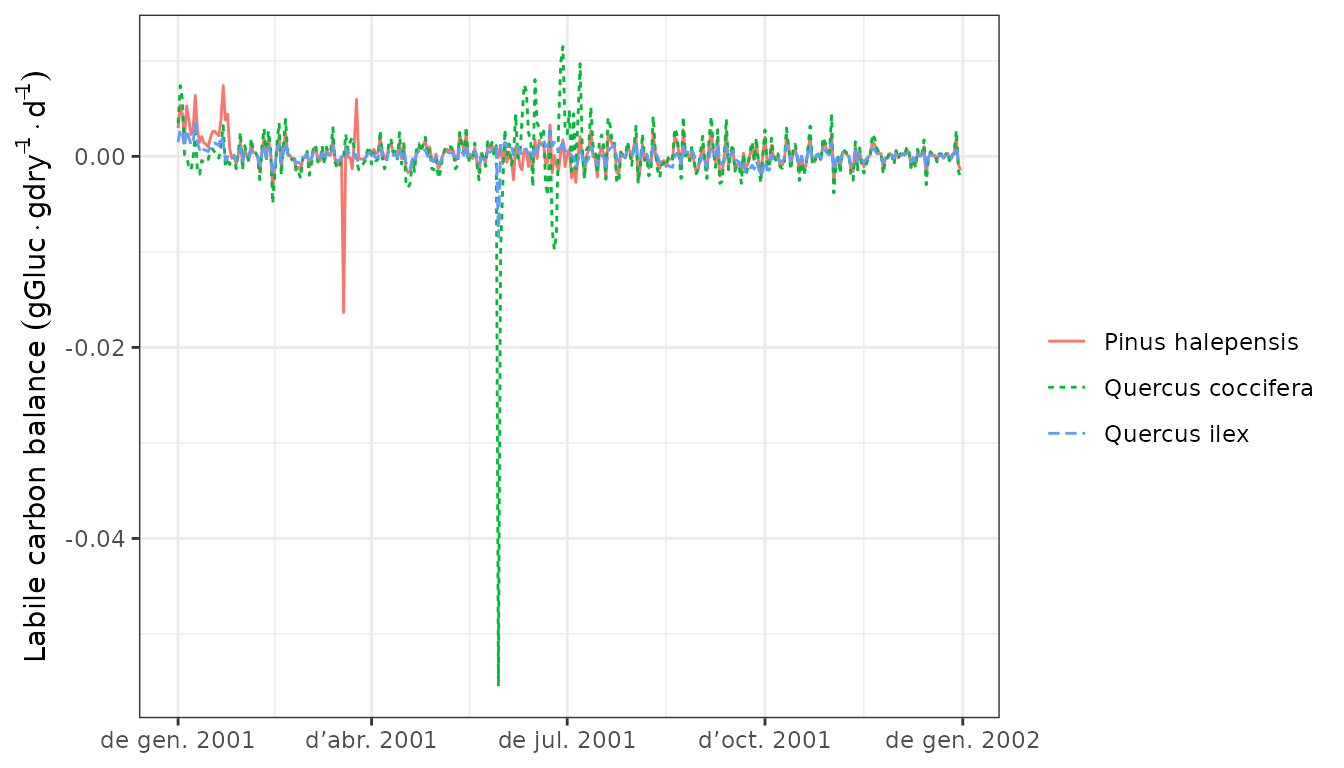 Labile carbon balance (gGluc · gdry⁻¹ · d⁻¹)
0.00
-0.02
-0.04
de gen. 2001
d’abr. 2001
de jul. 2001
d’oct. 2001
de gen. 2002
Pinus halepensis
Quercus coccifera
Quercus ilex